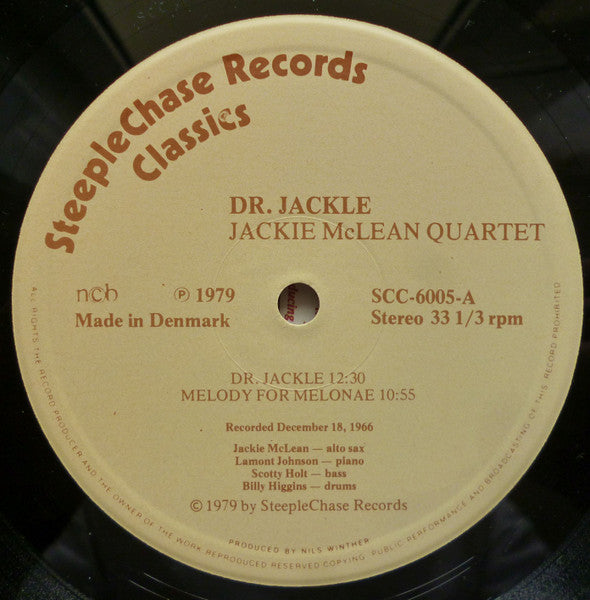 SteepleChase Records
Classics
DR. JACKLE
JACKIE McLEAN QUARTET
ncb
℗ 1979
SCC-6005-A
Made in Denmark
Stereo 33 1/3 rpm
ducing
DR. JACKLE 12:30
MELODY FOR MELONAE 10:55
Recorded December 18, 1966
Jackie McLean — alto sax
Lamont Johnson — piano
Scotty Holt — bass
Billy Higgins — drums
© 1979 by SteepleChase Records
PRODUCED BY NILS WINTHER
ALL RIGHTS THE RECORD PRODUCER AND THE OWNER OF THE WORK REPRODUCED RESERVED COPYING PUBLIC PERFORMANCE AND BROADCASTING OF THIS RECORD PROHIBITED